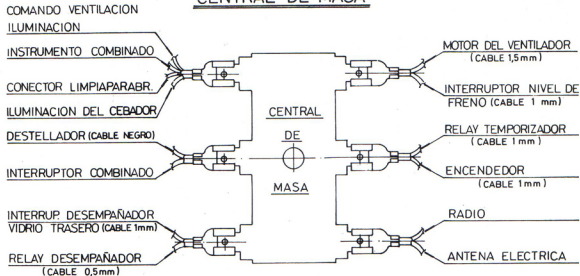 CENTRAL DE MASA
COMANDO VENTILACION
ILUMINACION
INSTRUMENTO COMBINADO
CONECTOR LIMPIAPARABR.
ILUMINACION DEL CEBADOR
DESTELLADOR (CABLE NEGRO)
INTERRUPTOR COMBINADO
INTERRUP. DESEMPAÑADOR
VIDRIO TRASERO (CABLE 1mm)
RELAY DESEMPAÑADOR
(CABLE 0,5mm)
CENTRAL
DE
MASA
MOTOR DEL VENTILADOR
(CABLE 1,5mm)
INTERRUPTOR NIVEL DE
FRENO (CABLE 1 mm)
RELAY TEMPORIZADOR
(CABLE 1mm)
ENCENDEDOR
(CABLE 1mm)
RADIO
ANTENA ELECTRICA